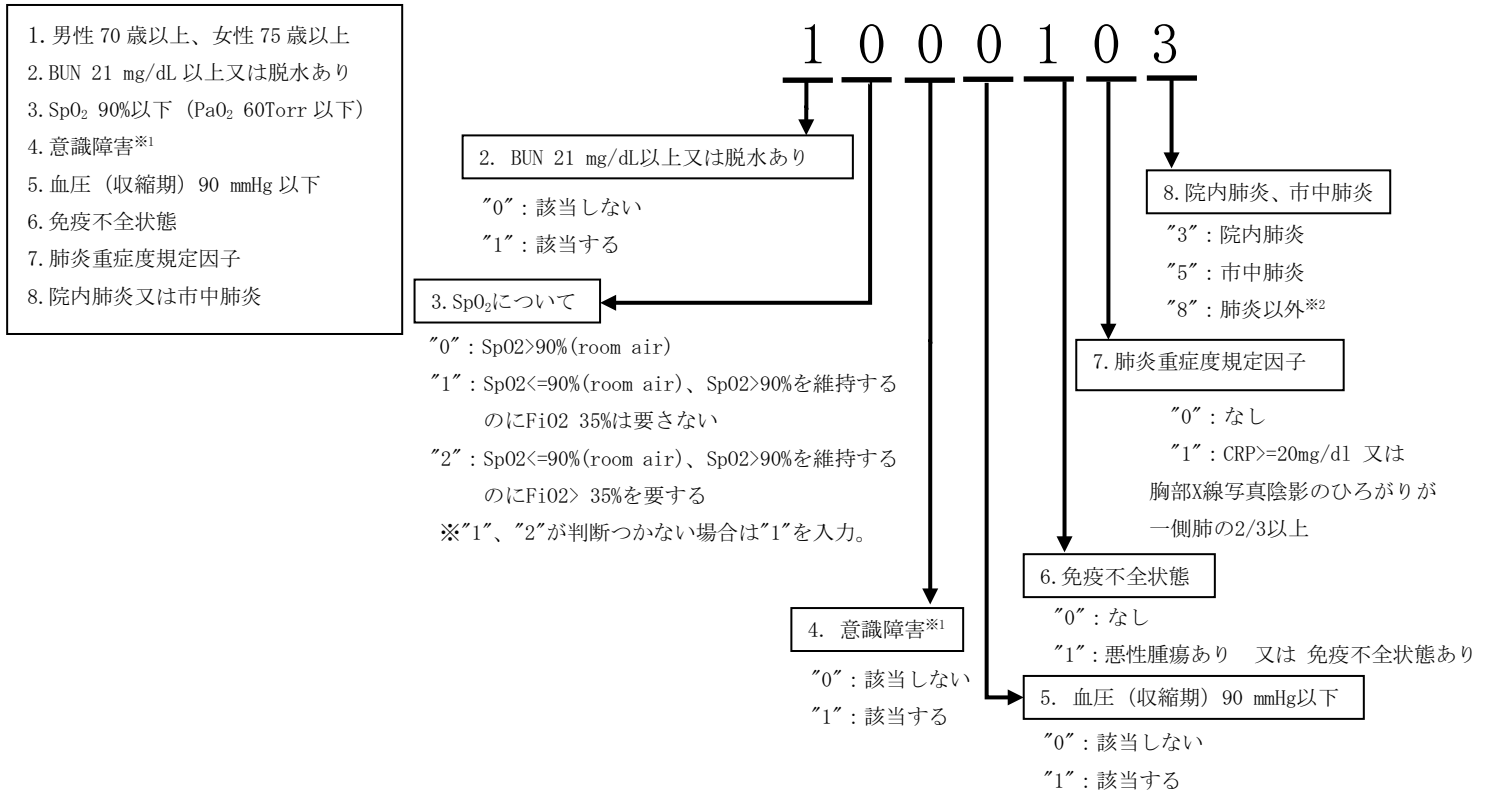 1.男性 70 歳以上、女性 75 歳以上
2.BUN 21 mg/dL 以上又は脱水あり
3.SpO₂ 90%以下（PaO₂ 60Torr 以下）
4.意識障害※1
5.血圧（収縮期）90 mmHg 以下
6.免疫不全状態
7.肺炎重症度規定因子
8.院内肺炎又は市中肺炎
1 0 0 0 1 0 3
2. BUN 21 mg/dL以上又は脱水あり
"0"：該当しない
"1"：該当する
3.SpO₂について
"0"：SpO2>90%(room air)
"1"：SpO2<=90%(room air)、SpO2>90%を維持する
のにFiO2 35%は要さない
"2"：SpO2<=90%(room air)、SpO2>90%を維持する
のにFiO2> 35%を要する
※"1"、"2"が判断つかない場合は"1"を入力。
4. 意識障害※1
"0"：該当しない
"1"：該当する
5. 血圧（収縮期）90 mmHg以下
"0"：該当しない
"1"：該当する
6.免疫不全状態
"0"：なし
"1"：悪性腫瘍あり　又は 免疫不全状態あり
7.肺炎重症度規定因子
"0"：なし
"1"：CRP>=20mg/dl 又は
胸部X線写真陰影のひろがりが
一側肺の2/3以上
8.院内肺炎、市中肺炎
"3"：院内肺炎
"5"：市中肺炎
"8"：肺炎以外※2